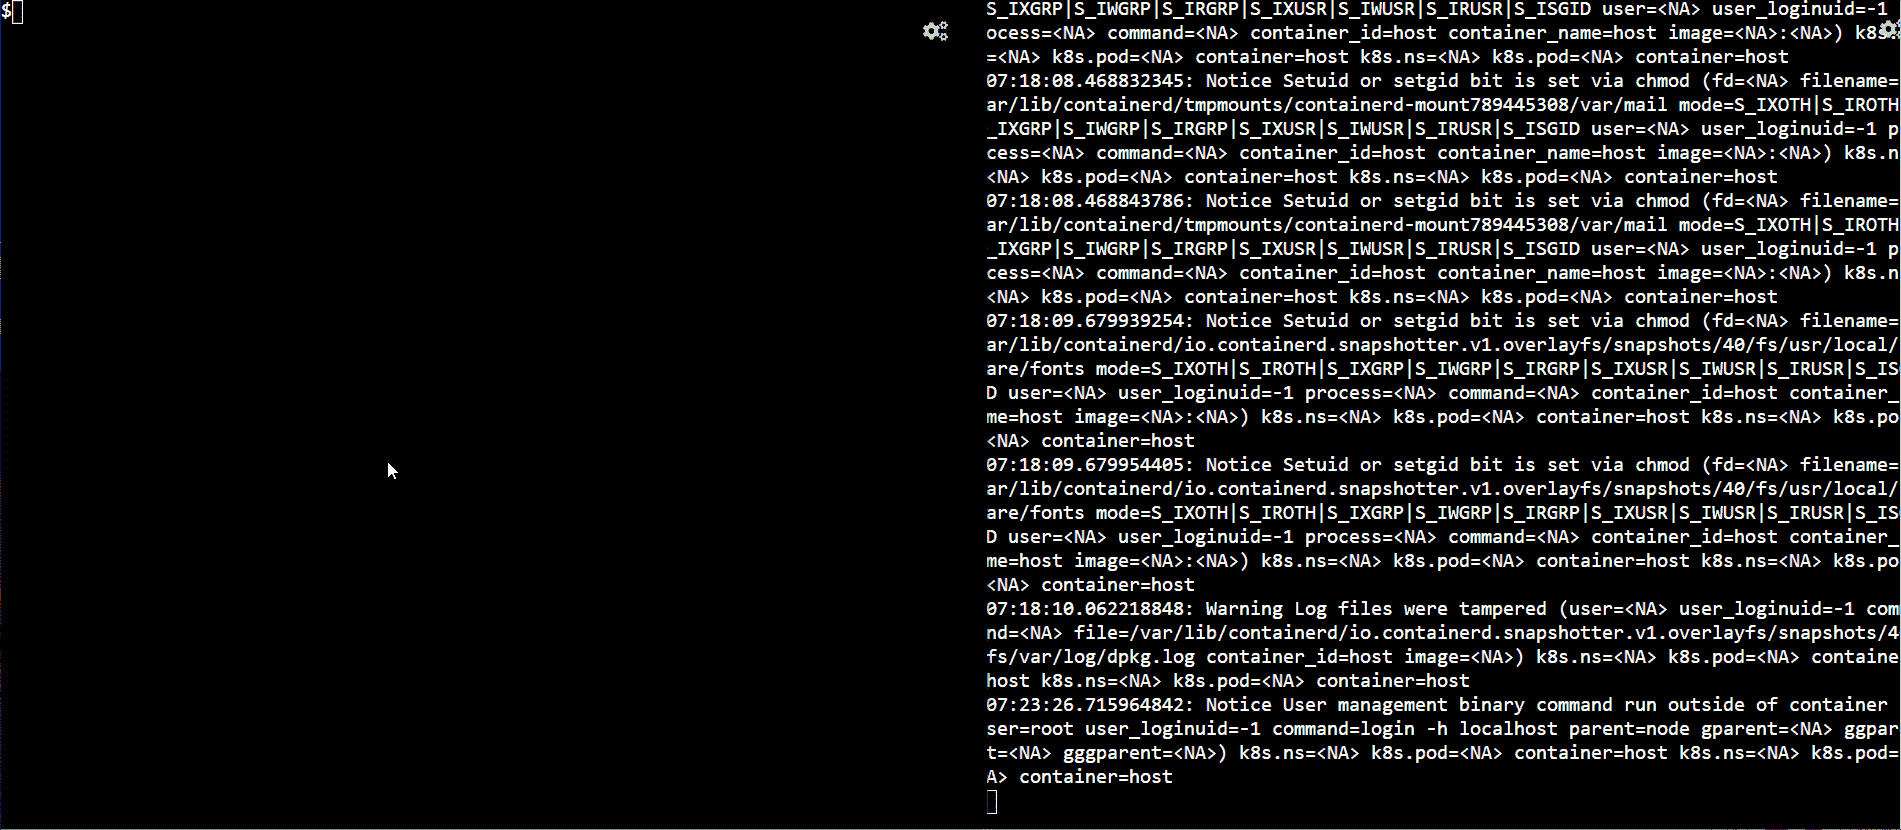 $
S_IXGRP|S_IWGRP|S_IRGRP|S_IXUSR|S_IWUSR|S_IRUSR|S_ISGID user=<NA> user_loginuid=-1
ocess=<NA> command=<NA> container_id=host container_name=host image=<NA>:<NA>) k8s.
=<NA> k8s.pod=<NA> container=host k8s.ns=<NA> k8s.pod=<NA> container=host
07:18:08.468832345: Notice Setuid or setgid bit is set via chmod (fd=<NA> filename=
ar/lib/containerd/tmpmounts/containerd-mount789445308/var/mail mode=S_IXOTH|S_IROTH
_IXGRP|S_IWGRP|S_IRGRP|S_IXUSR|S_IWUSR|S_IRUSR|S_ISGID user=<NA> user_loginuid=-1 p
cess=<NA> command=<NA> container_id=host container_name=host image=<NA>:<NA>) k8s.n
<NA> k8s.pod=<NA> container=host k8s.ns=<NA> k8s.pod=<NA> container=host
07:18:08.468843786: Notice Setuid or setgid bit is set via chmod (fd=<NA> filename=
ar/lib/containerd/tmpmounts/containerd-mount789445308/var/mail mode=S_IXOTH|S_IROTH
_IXGRP|S_IWGRP|S_IRGRP|S_IXUSR|S_IWUSR|S_IRUSR|S_ISGID user=<NA> user_loginuid=-1 p
cess=<NA> command=<NA> container_id=host container_name=host image=<NA>:<NA>) k8s.n
<NA> k8s.pod=<NA> container=host k8s.ns=<NA> k8s.pod=<NA> container=host
07:18:09.679939254: Notice Setuid or setgid bit is set via chmod (fd=<NA> filename=
ar/lib/containerd/io.containerd.snapshotter.v1.overlayfs/snapshots/40/fs/usr/local/
are/fonts mode=S_IXOTH|S_IROTH|S_IXGRP|S_IWGRP|S_IRGRP|S_IXUSR|S_IWUSR|S_IRUSR|S_IS
D user=<NA> user_loginuid=-1 process=<NA> command=<NA> container_id=host container_
me=host image=<NA>:<NA>) k8s.ns=<NA> k8s.pod=<NA> container=host k8s.ns=<NA> k8s.po
<NA> container=host
07:18:09.679954405: Notice Setuid or setgid bit is set via chmod (fd=<NA> filename=
ar/lib/containerd/io.containerd.snapshotter.v1.overlayfs/snapshots/40/fs/usr/local/
are/fonts mode=S_IXOTH|S_IROTH|S_IXGRP|S_IWGRP|S_IRGRP|S_IXUSR|S_IWUSR|S_IRUSR|S_IS
D user=<NA> user_loginuid=-1 process=<NA> command=<NA> container_id=host container_
me=host image=<NA>:<NA>) k8s.ns=<NA> k8s.pod=<NA> container=host k8s.ns=<NA> k8s.po
<NA> container=host
07:18:10.062218848: Warning Log files were tampered (user=<NA> user_loginuid=-1 com
nd=<NA> file=/var/lib/containerd/io.containerd.snapshotter.v1.overlayfs/snapshots/4
fs/var/log/dpkg.log container_id=host image=<NA>) k8s.ns=<NA> k8s.pod=<NA> containe
host k8s.ns=<NA> k8s.pod=<NA> container=host
07:23:26.715964842: Notice User management binary command run outside of container
ser=root user_loginuid=-1 command=login -h localhost parent=node gparent=<NA> ggpar
t=<NA> gggparent=<NA>) k8s.ns=<NA> k8s.pod=<NA> container=host k8s.ns=<NA> k8s.pod=
A> container=host